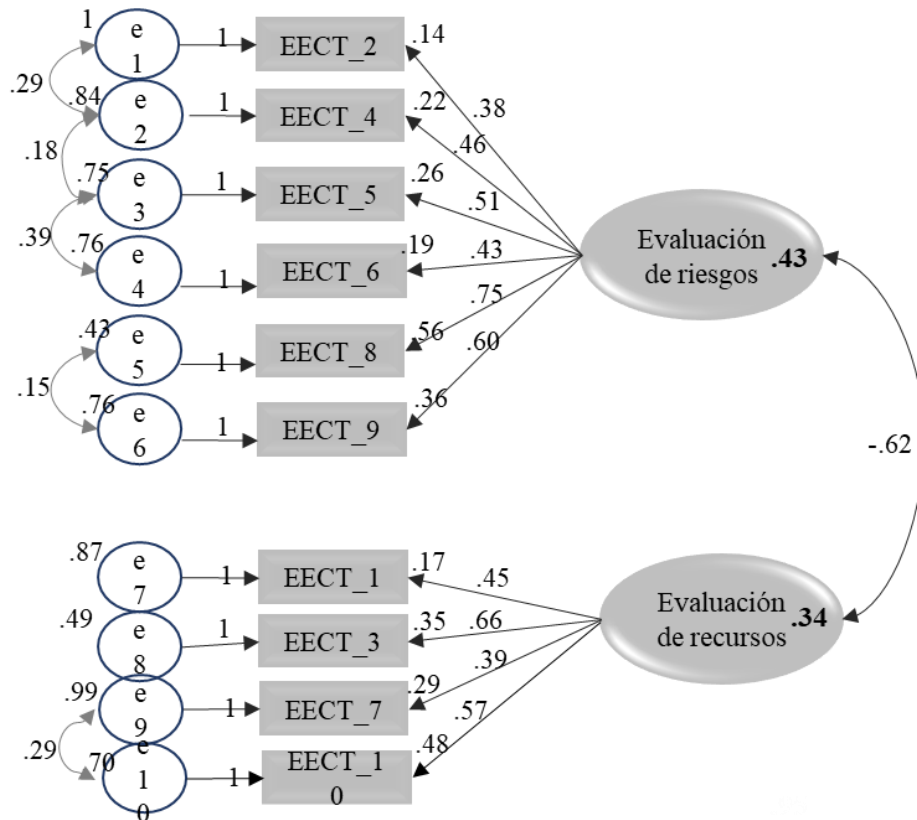 1
e
1
1
EECT_2
.14
.29
.38
.84
e
2
1
EECT_4
.22
.46
.18
.75
e
3
1
EECT_5
.26
.51
.39
.76
e
4
1
EECT_6
.19
.43
Evaluación
de riesgos
.43
.43
e
5
1
EECT_8
.56
.75
.15
.76
e
6
1
EECT_9
.36
.60
-.62
.87
e
7
1
EECT_1
.17
.45
.49
e
8
1
EECT_3
.35
.66
Evaluación
de recursos
.34
.99
e
9
1
EECT_7
.29
.39
.29
70
e
1
0
1
EECT_1
0
.48
.57